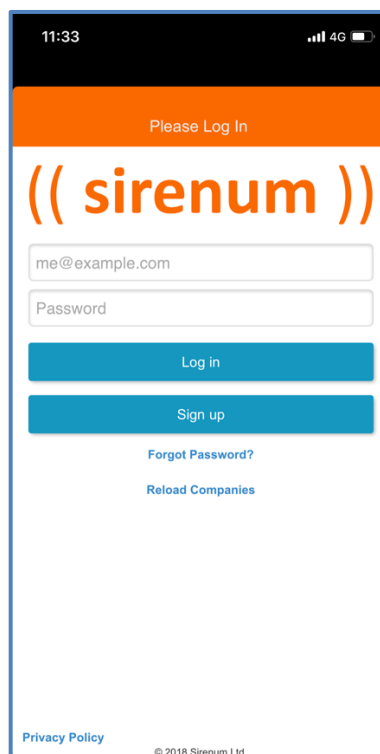 11:33 4G
Please Log In
(( sirenum ))
me@example.com
Password
Log in
Sign up
Forgot Password?
Reload Companies
Privacy Policy
© 2018 Sirenum Ltd